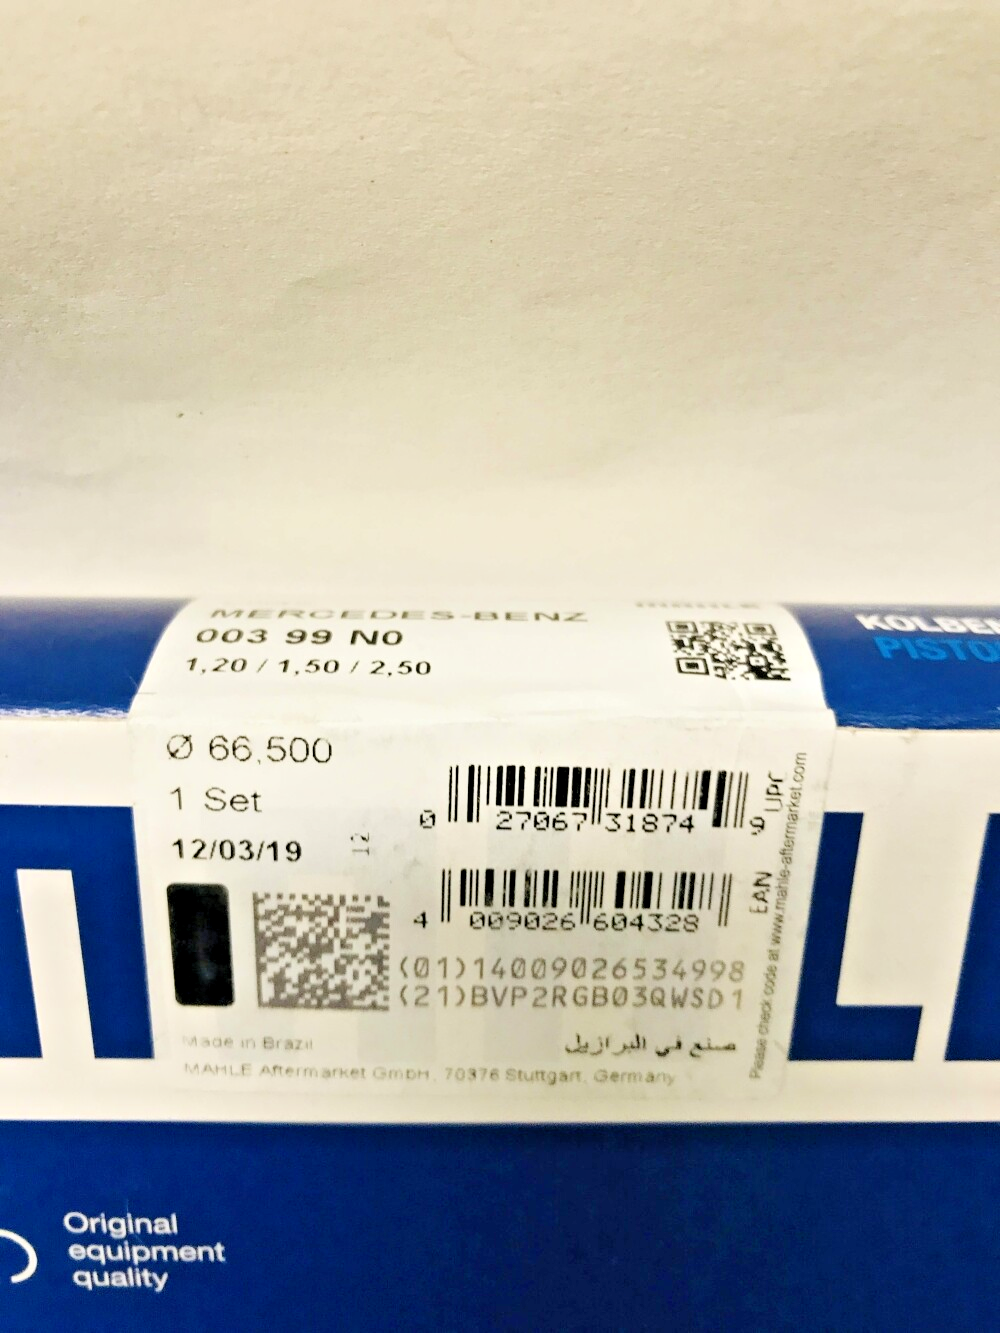 MERCEDES-BENZ
003 99 N0
1,20 / 1,50 / 2,50
KOLBEN
PISTO
Ø 66,500
1 Set
12/03/19
12
0 27067 31874 9
UPC
4 009026 604328
EAN
(01)14009026534998
(21)BVP2RGB03QWSD1
Please check code at www.mahle-aftermarket.com
Made in Brazil
صنع في البرازيل
MAHLE Aftermarket GmbH, 70376 Stuttgart, Germany
Original
equipment
quality